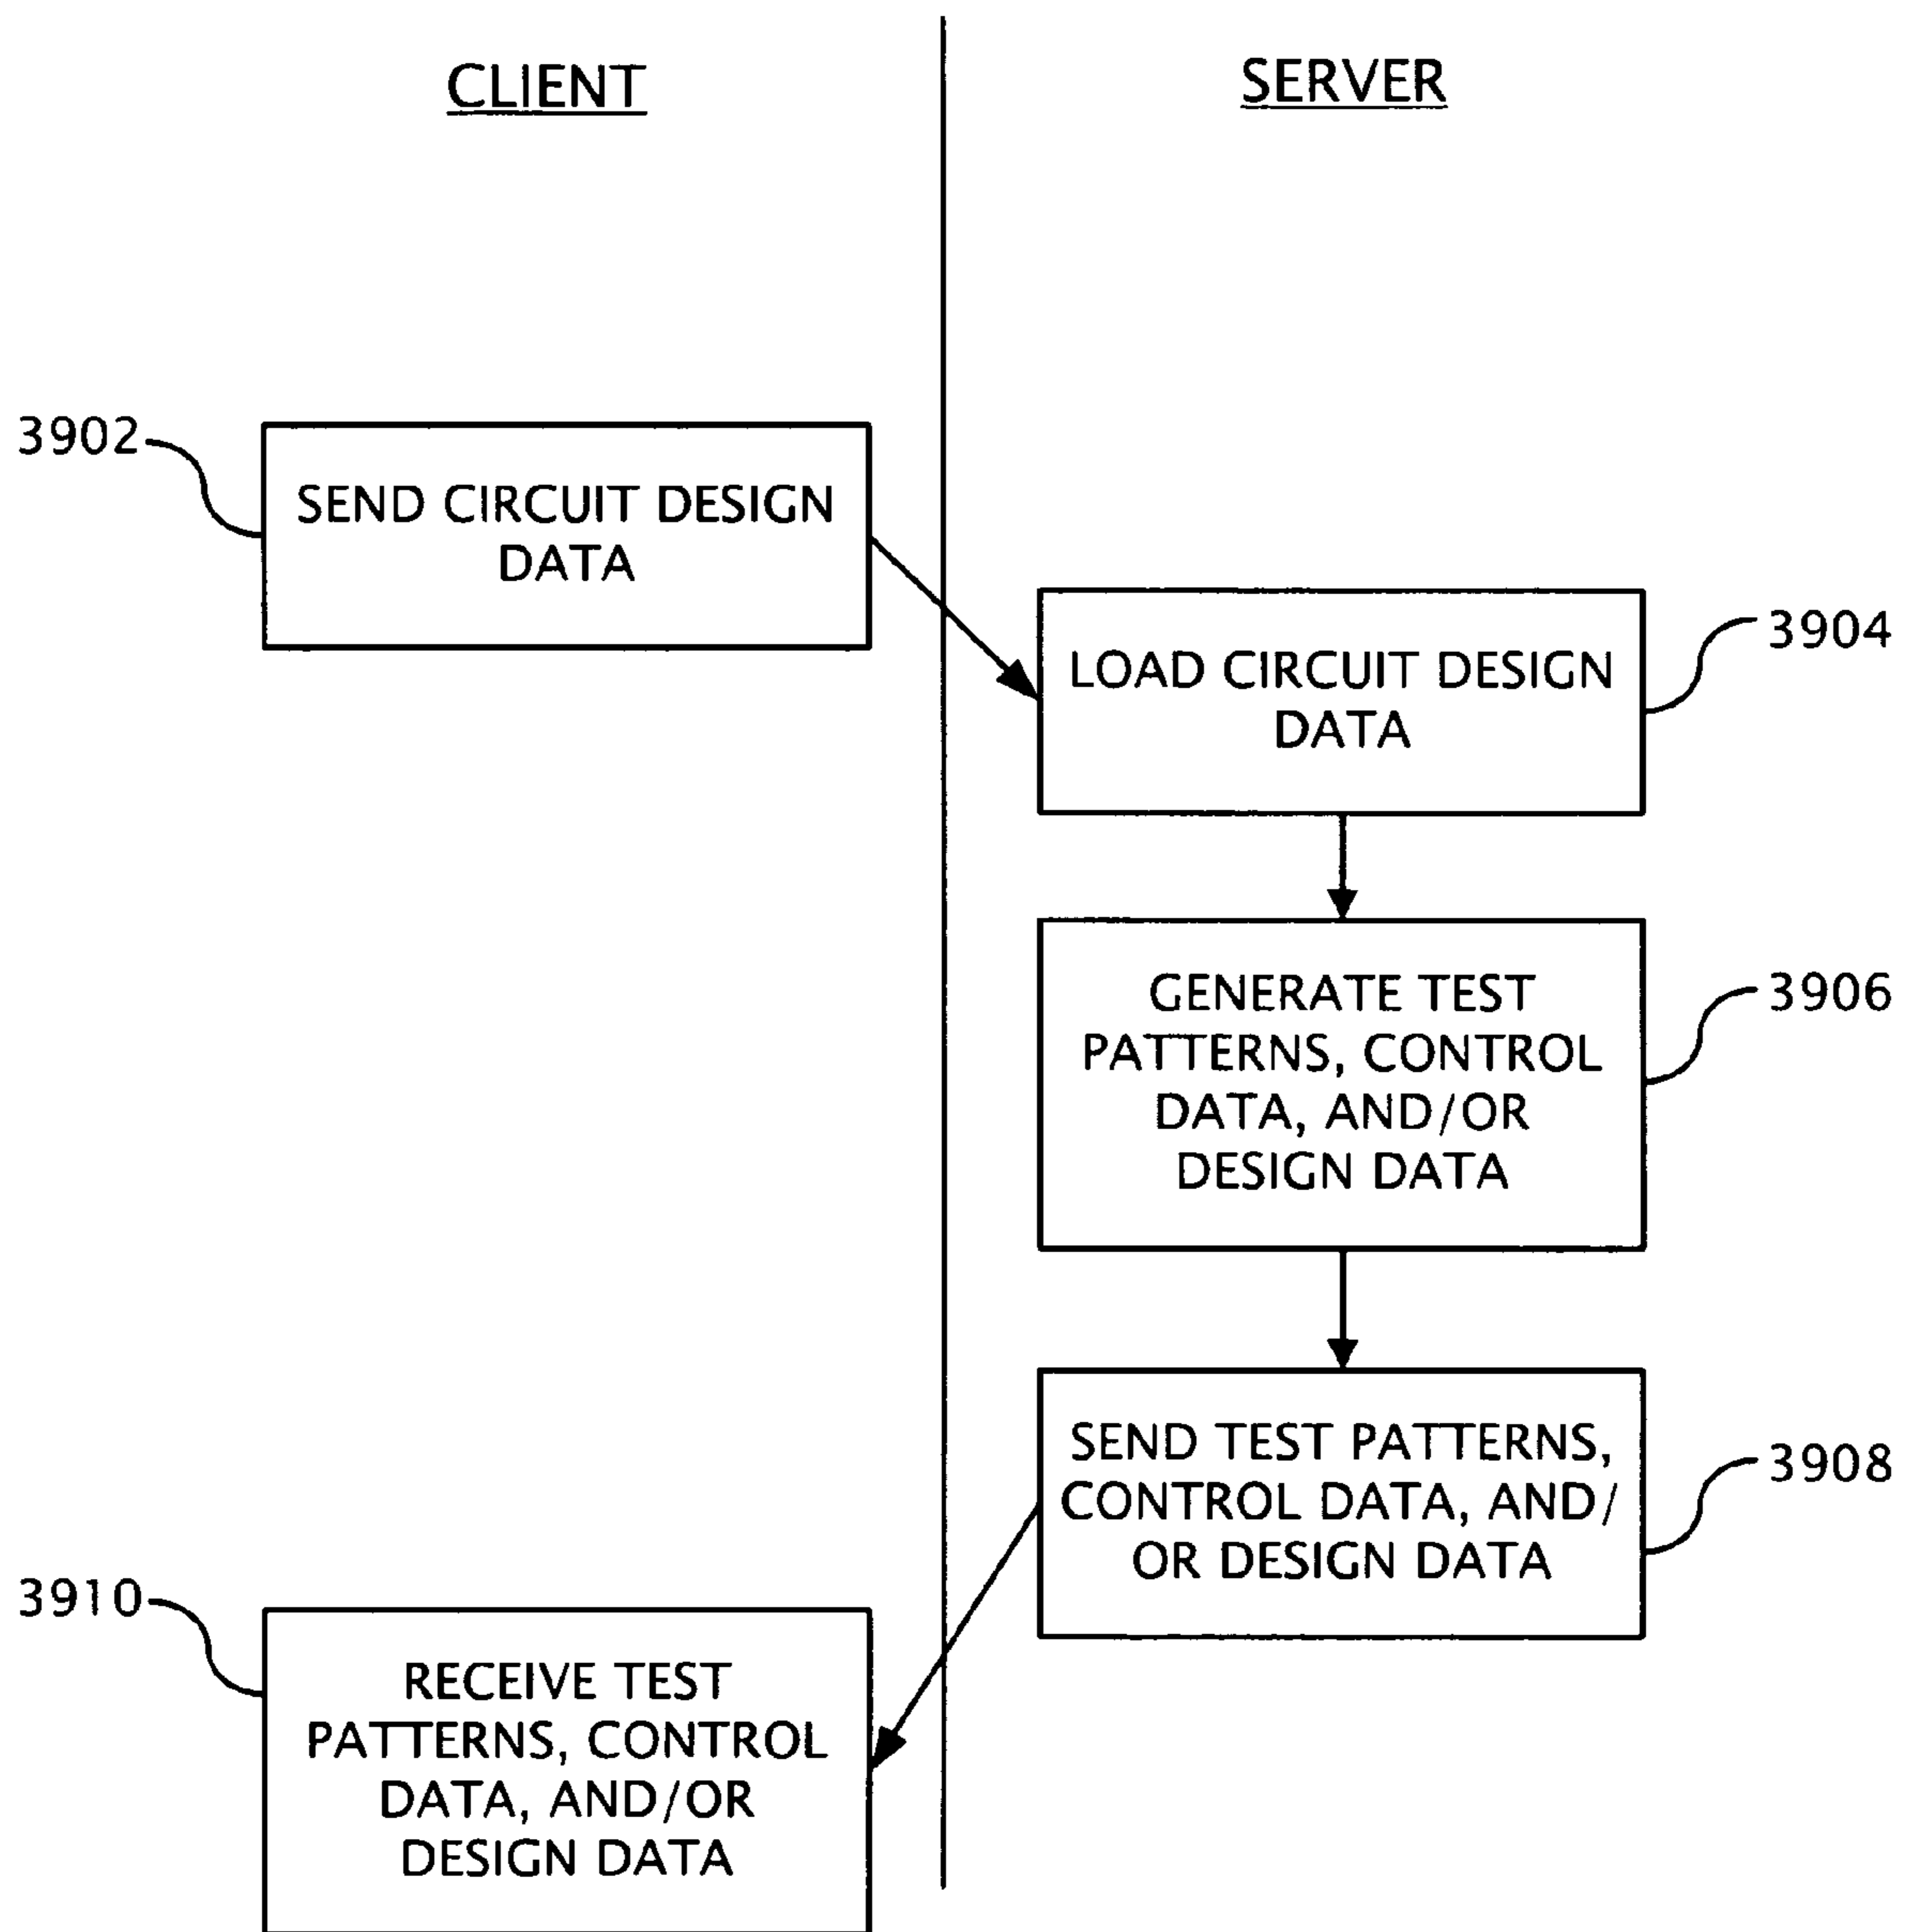 CLIENT
SERVER
3902
SEND CIRCUIT DESIGN
DATA
3904
LOAD CIRCUIT DESIGN
DATA
3906
GENERATE TEST
PATTERNS, CONTROL
DATA, AND/OR
DESIGN DATA
3908
SEND TEST PATTERNS,
CONTROL DATA, AND/
OR DESIGN DATA
3910
RECEIVE TEST
PATTERNS, CONTROL
DATA, AND/OR
DESIGN DATA